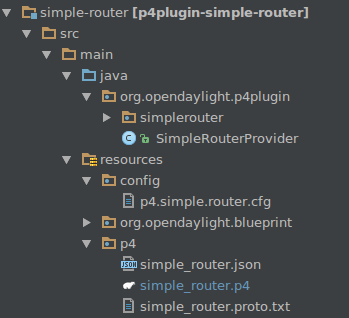 simple-router [p4plugin-simple-router]
src
main
java
org.opendaylight.p4plugin
simplerouter
SimpleRouterProvider
resources
config
p4.simple.router.cfg
org.opendaylight.blueprint
p4
simple_router.json
simple_router.p4
simple_router.proto.txt